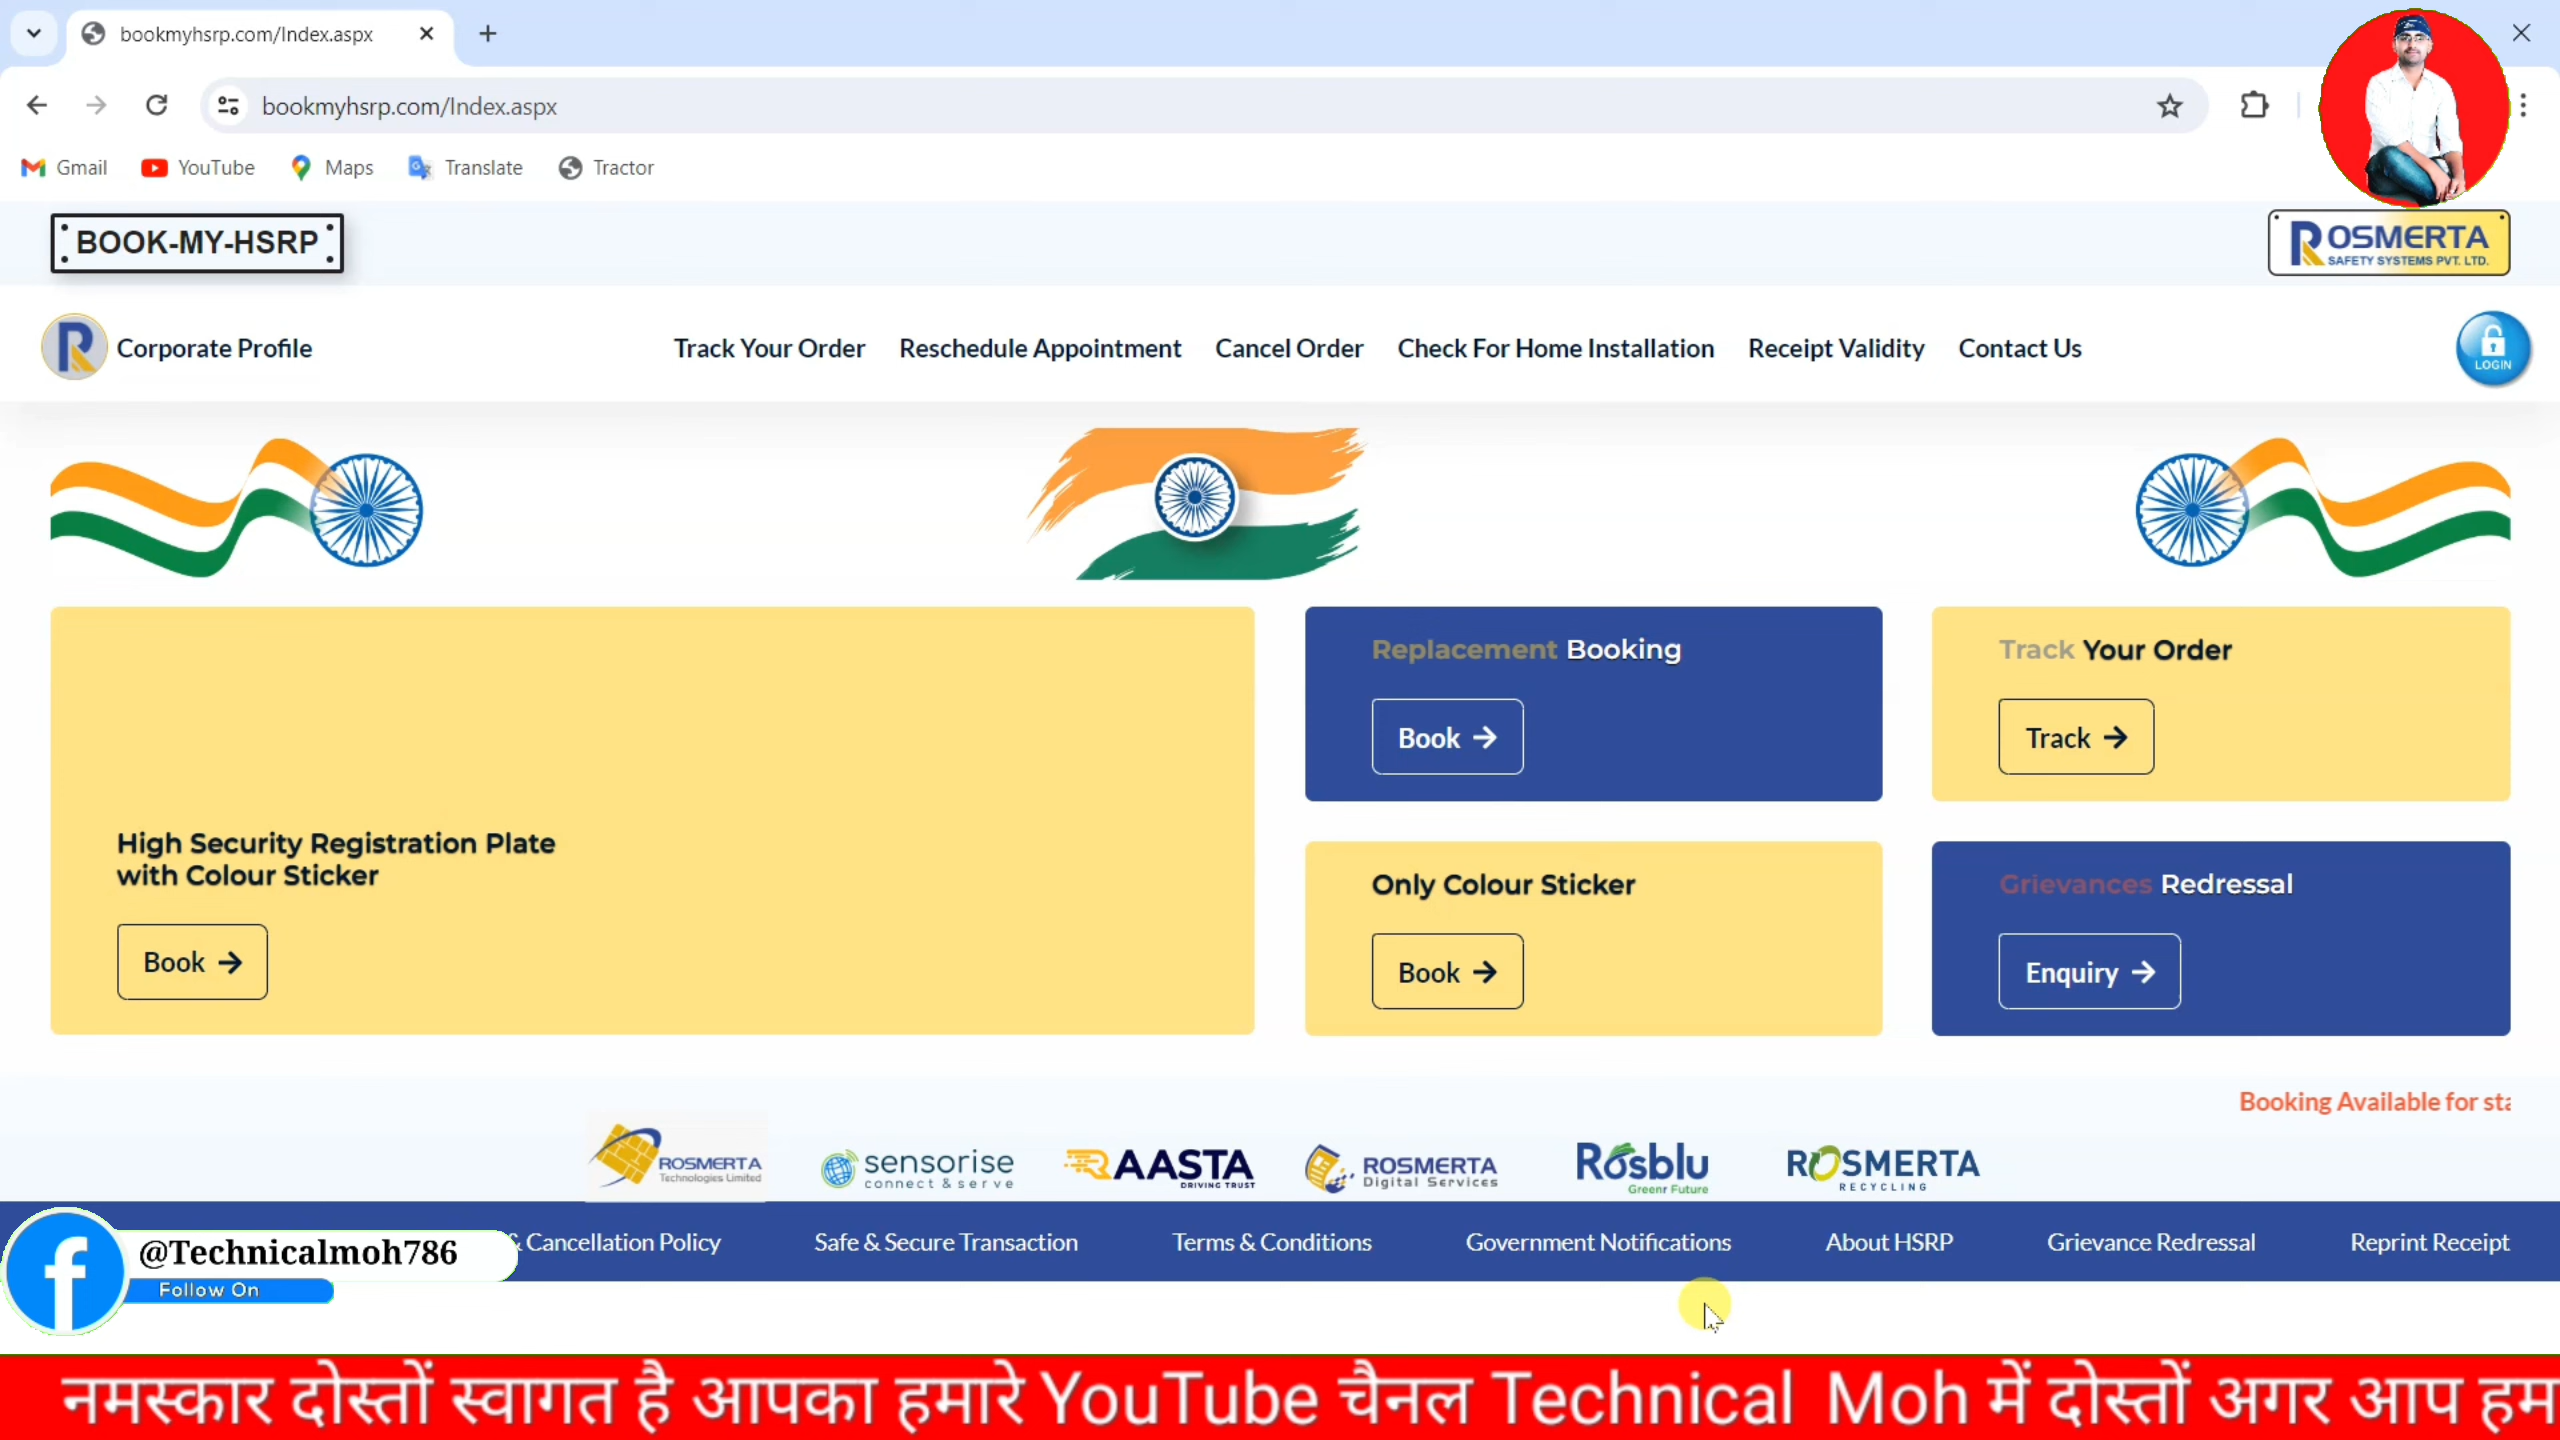 bookmyhsrp.com/Index.aspx
bookmyhsrp.com/Index.aspx
Gmail YouTube Maps Translate Tractor
BOOK-MY-HSRP
ROSMERTA
SAFETY SYSTEMS PVT. LTD.
Corporate Profile Track Your Order Reschedule Appointment Cancel Order Check For Home Installation Receipt Validity Contact Us
LOGIN
Replacement Booking
Book →
Track Your Order
Track →
High Security Registration Plate
with Colour Sticker
Book →
Only Colour Sticker
Book →
Grievances Redressal
Enquiry →
Booking Available for sta
ROSMERTA
Technologies Limited
sensorise
connect & serve
RAASTA
DRIVING TRUST
ROSMERTA
Digital Services
Rosblu
Greenr Future
ROSMERTA
RECYCLING
& Cancellation Policy Safe & Secure Transaction Terms & Conditions Government Notifications About HSRP Grievance Redressal Reprint Receipt
@Technicalmoh786
Follow On
नमस्कार दोस्तों स्वागत है आपका हमारे YouTube चैनल Technical Moh में दोस्तों अगर आप हम